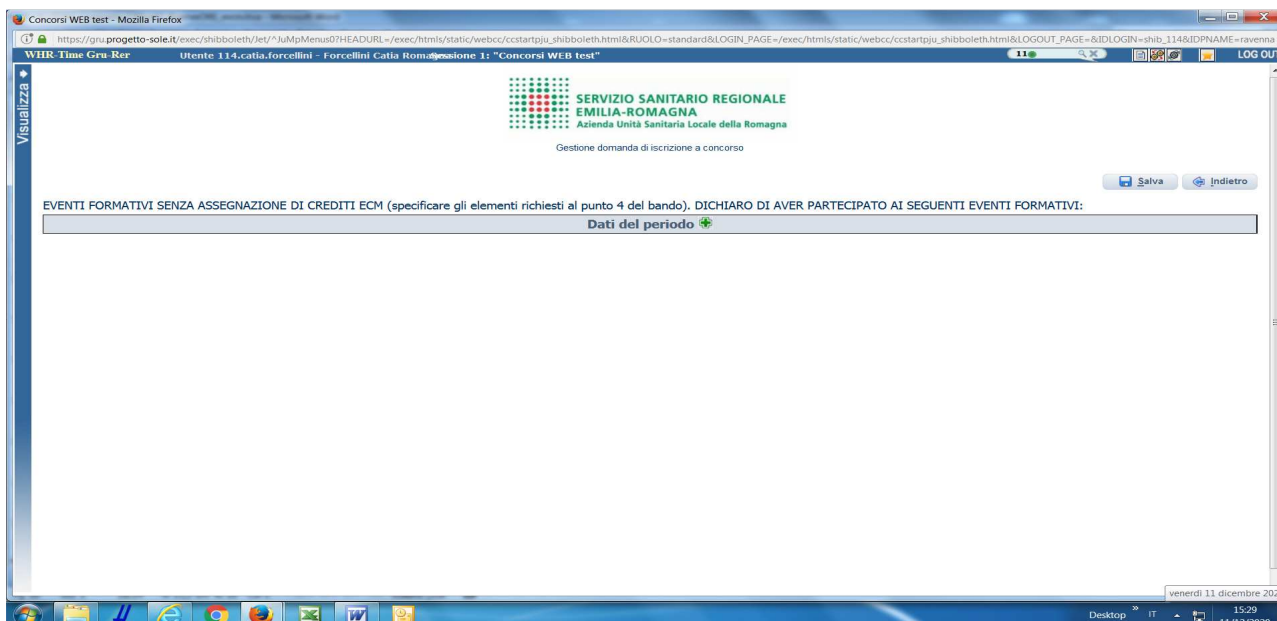 Concorsi WEB test - Mozilla Firefox
https://gru.progetto-sole.it/exec/shibboleth/Jet/^JuMpMenus0?HEADURL=/exec/htmls/static/webcc/ccstartpju_shibboleth.html&RUOLO=standard&LOGIN_PAGE=/exec/htmls/static/webcc/ccstartpju_shibboleth.html&LOGOUT_PAGE=&IDLOGIN=shib_114&IDPNAME=ravenna
WHR-Time Gru-Rer Utente 114.catia.forcellini - Forcellini Catia Sessione 1: "Concorsi WEB test" 11 LOG OUT
Visualizza
SERVIZIO SANITARIO REGIONALE
EMILIA-ROMAGNA
Azienda Unità Sanitaria Locale della Romagna
Gestione domanda di iscrizione a concorso
Salva Indietro
EVENTI FORMATIVI SENZA ASSEGNAZIONE DI CREDITI ECM (specificare gli elementi richiesti al punto 4 del bando). DICHIARO DI AVER PARTECIPATO AI SEGUENTI EVENTI FORMATIVI:
Dati del periodo
venerdì 11 dicembre 202
Desktop » IT 15:29